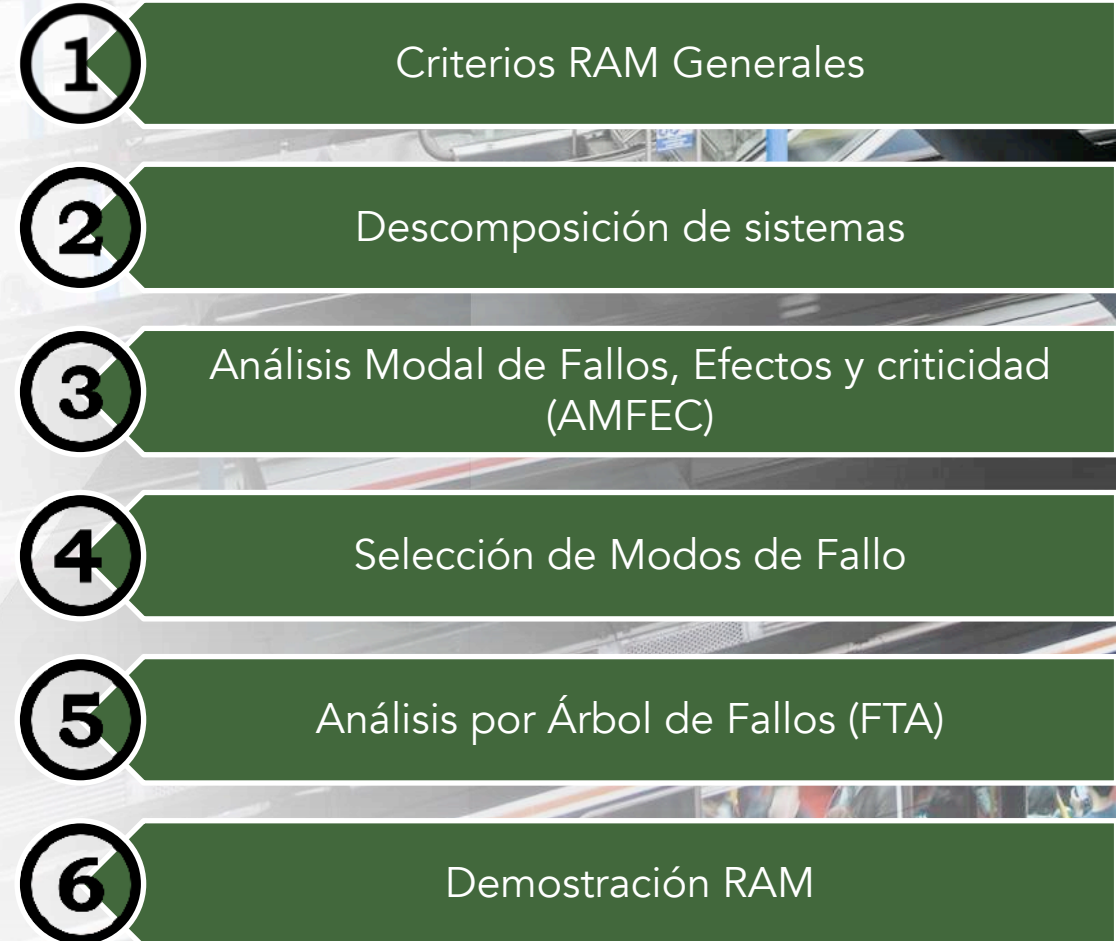 1
Criterios RAM Generales
2
Descomposición de sistemas
3
Análisis Modal de Fallos, Efectos y criticidad
(AMFEC)
4
Selección de Modos de Fallo
5
Análisis por Árbol de Fallos (FTA)
6
Demostración RAM